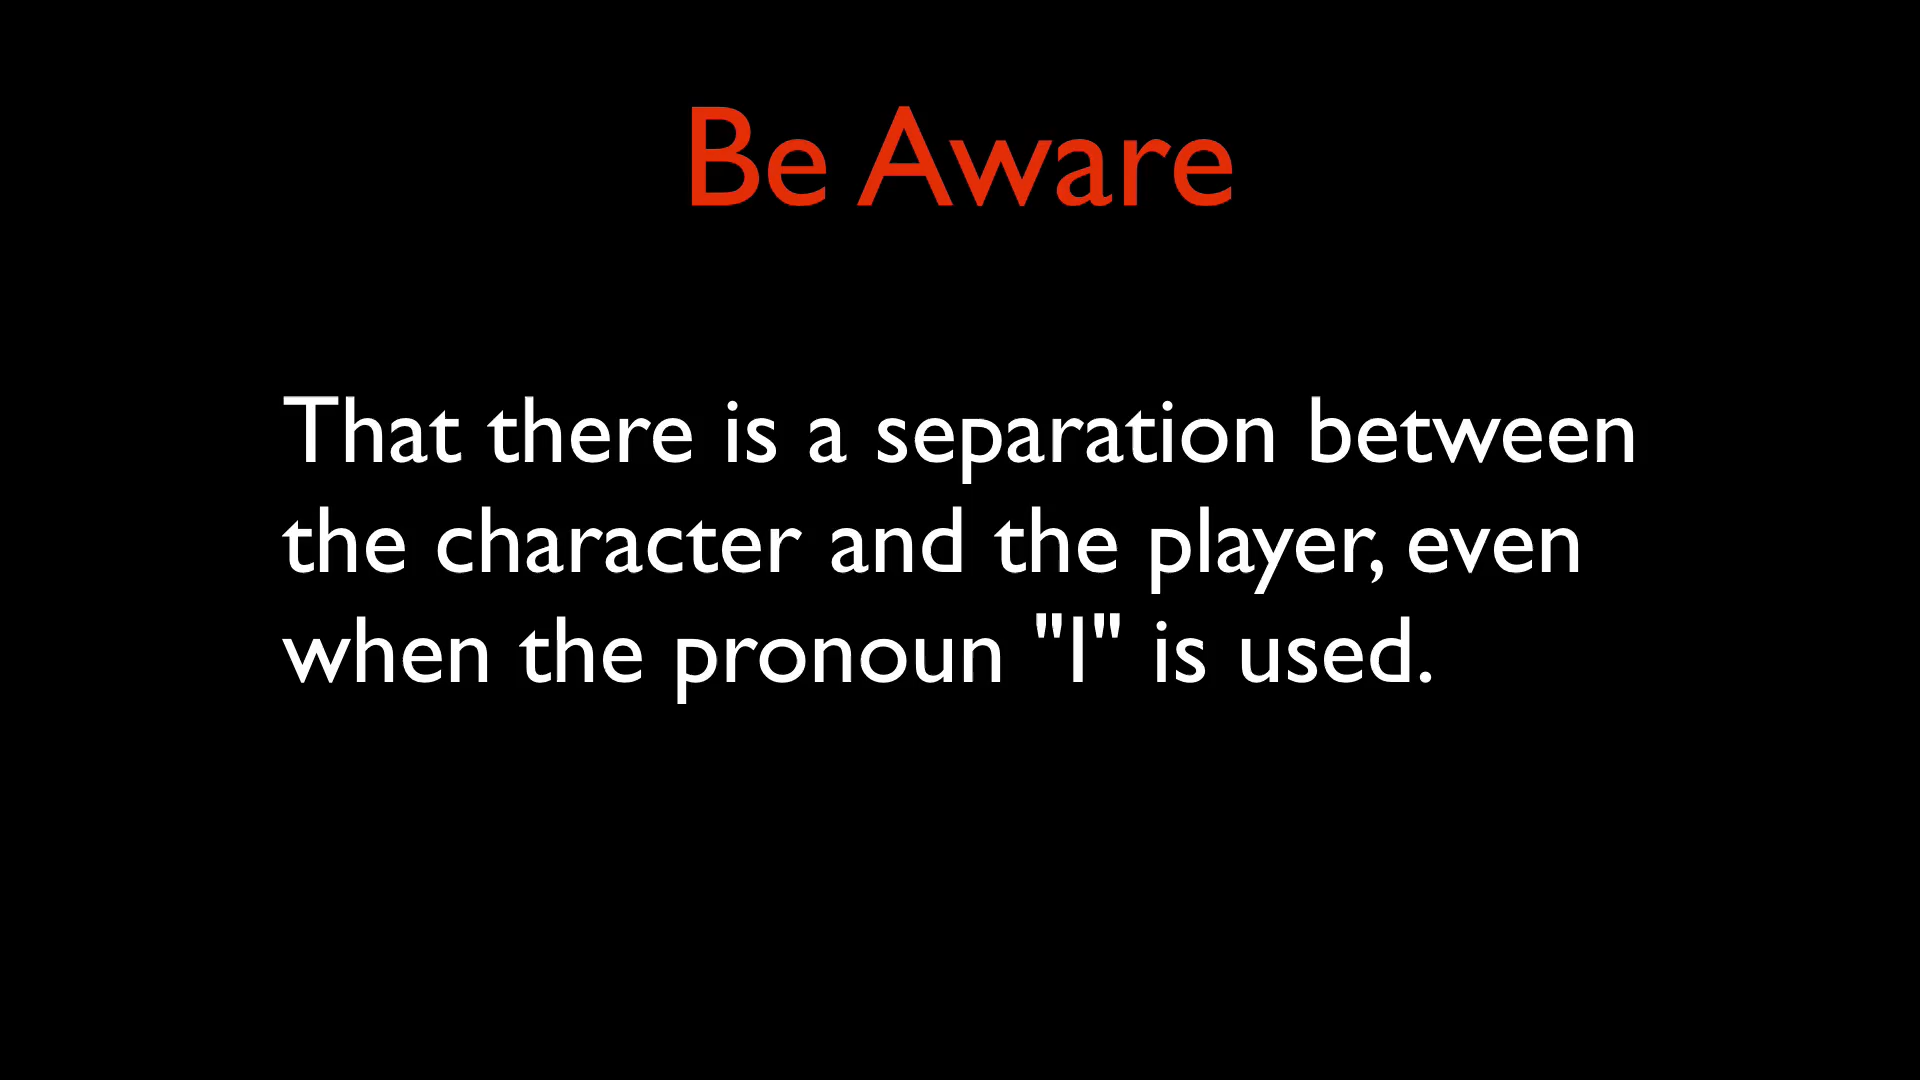 Be Aware
That there is a separation between
the character and the player, even
when the pronoun "I" is used.